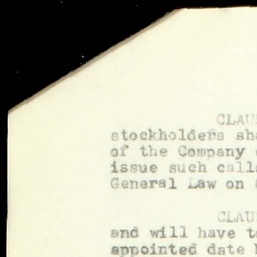 CLAU
stockholders sha
of the Company
issue such call
General Law on
CLAU
and will have t
appointed date